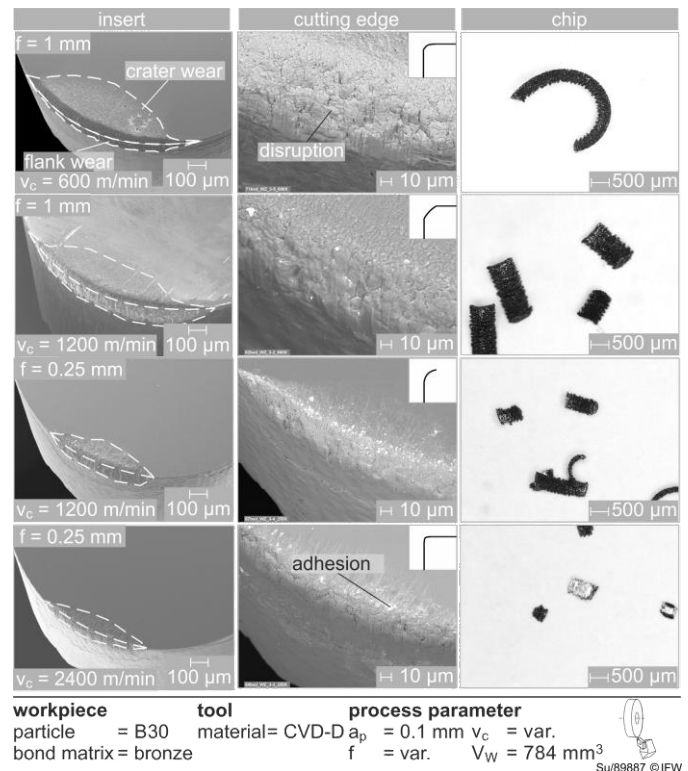 insert cutting edge chip
f = 1 mm
crater wear
flank wear
disruption
v_c = 600 m/min 100 µm 10 µm 500 µm
f = 1 mm
v_c = 1200 m/min 100 µm 10 µm 500 µm
f = 0.25 mm
v_c = 1200 m/min 100 µm 10 µm 500 µm
f = 0.25 mm
adhesion
v_c = 2400 m/min 100 µm 10 µm 500 µm
workpiece tool process parameter
particle = B30 material= CVD-D a_p = 0.1 mm v_c = var.
bond matrix = bronze f = var. V_W = 784 mm³
Su/89887 © IFW